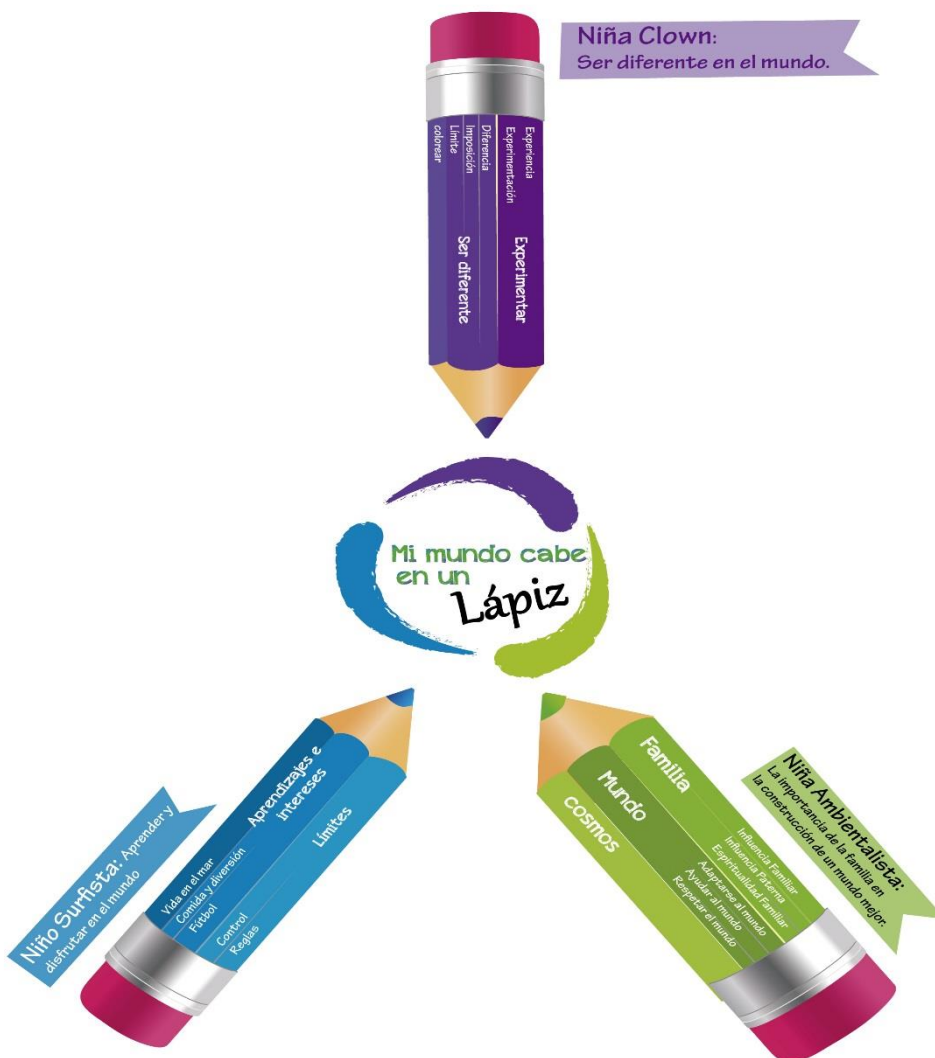 Niña Clown:
Ser diferente en el mundo.
Experiencia
Experimentación
Experimentar
Diferencia
Imposición
Límite
colorear
Ser diferente
Mi mundo cabe
en un
Lápiz
Niño Surfista: Aprender y
disfrutar en el mundo
Aprendizajes e
intereses
Vida en el mar
Comida y diversión
Fútbol
Límites
Control
Reglas
Niña Ambientalista:
La importancia de la familia en
la construcción de un mundo mejor.
Familia
Influencia Familiar
Influencia Paterna
Espiritualidad Familiar
Mundo
Adaptarse al mundo
Ayudar al mundo
Respetar el mundo
cosmos